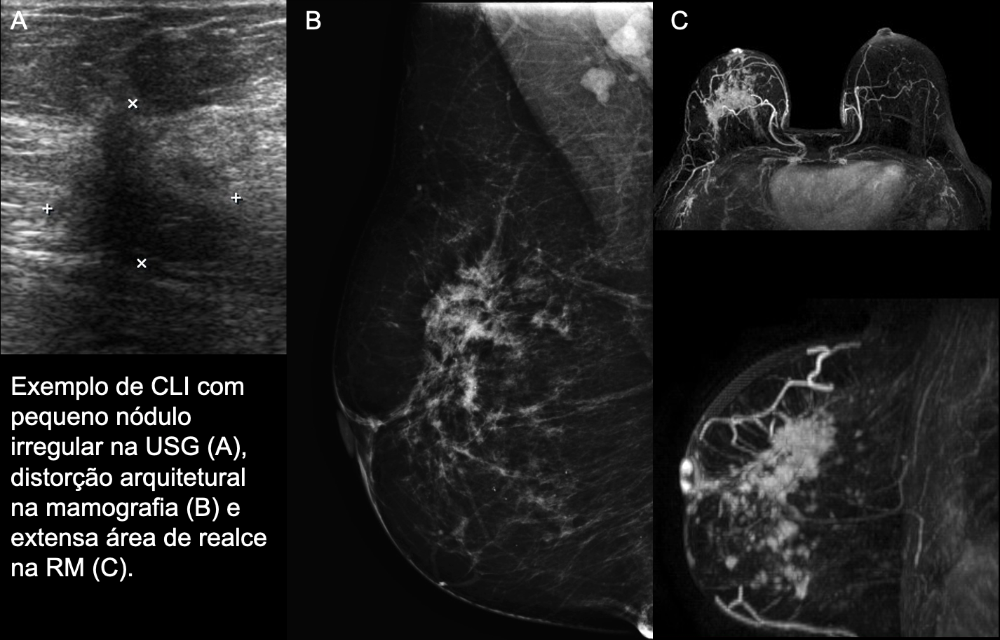 A
B
C
Exemplo de CLI com
pequeno nódulo
irregular na USG (A),
distorção arquitetural
na mamografia (B) e
extensa área de realce
na RM (C).